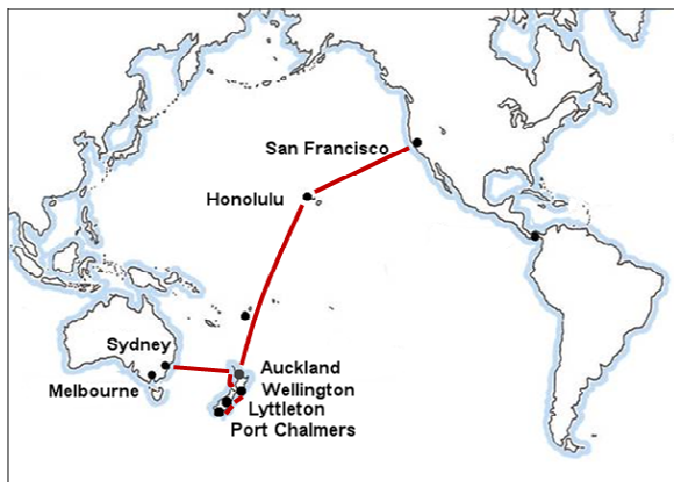 San Francisco
Honolulu
Sydney
Melbourne
Auckland
Wellington
Lyttleton
Port Chalmers